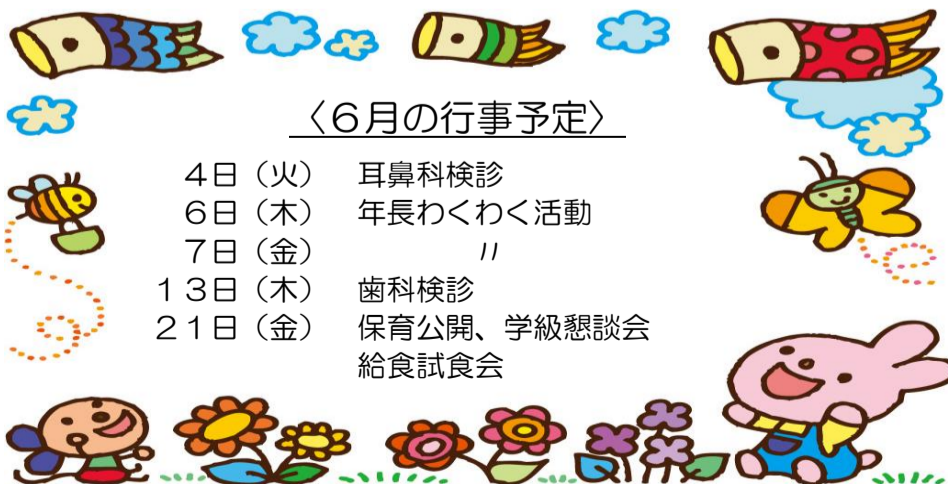 〈6月の行事予定〉
4日（火）　耳鼻科検診
6日（木）　年長わくわく活動
7日（金）　〃
13日（木）　歯科検診
21日（金）　保育公開、学級懇談会
給食試食会